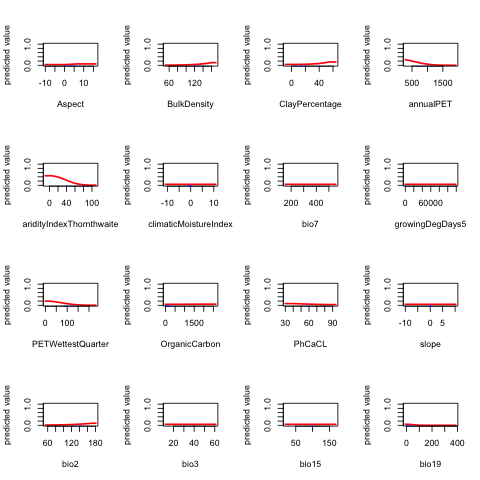 predicted value 0.0 1.0 -10 0 10 Aspect
predicted value 0.0 1.0 60 120 BulkDensity
predicted value 0.0 1.0 0 40 ClayPercentage
predicted value 0.0 1.0 500 1500 annualPET
predicted value 0.0 1.0 0 40 100 aridityIndexThornthwaite
predicted value 0.0 1.0 -10 0 10 climaticMoistureIndex
predicted value 0.0 1.0 200 400 bio7
predicted value 0.0 1.0 0 60000 growingDegDays5
predicted value 0.0 1.0 0 100 PETWettestQuarter
predicted value 0.0 1.0 0 1500 OrganicCarbon
predicted value 0.0 1.0 30 60 90 PhCaCL
predicted value 0.0 1.0 -10 0 5 slope
predicted value 0.0 1.0 60 90 120 180 bio2
predicted value 0.0 1.0 20 40 60 bio3
predicted value 0.0 1.0 50 150 bio15
predicted value 0.0 1.0 0 200 400 bio19